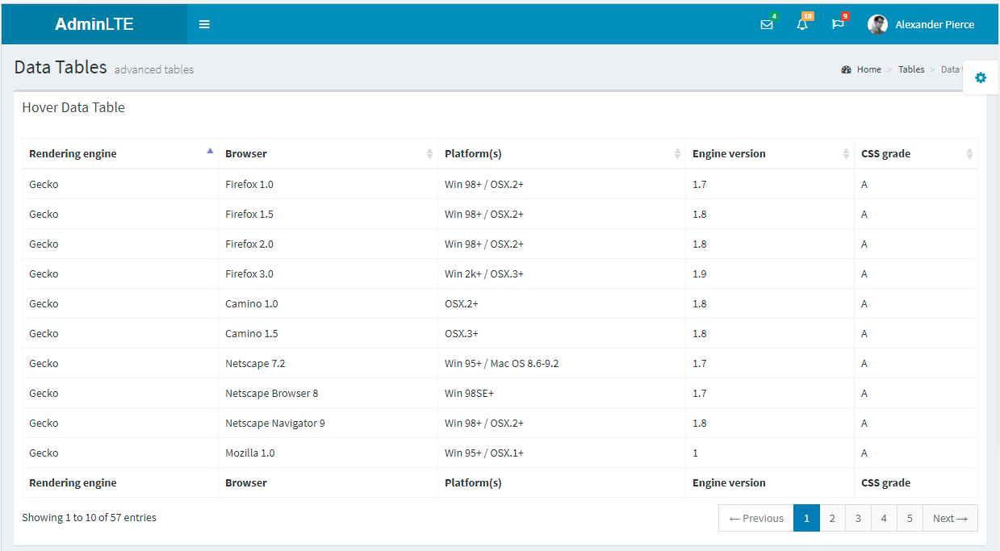 AdminLTE 4 10 9 Alexander Pierce
Data Tables advanced tables Home > Tables > Data
Hover Data Table
Rendering engine Browser Platform(s) Engine version CSS grade
Gecko Firefox 1.0 Win 98+ / OSX.2+ 1.7 A
Gecko Firefox 1.5 Win 98+ / OSX.2+ 1.8 A
Gecko Firefox 2.0 Win 98+ / OSX.2+ 1.8 A
Gecko Firefox 3.0 Win 2k+ / OSX.3+ 1.9 A
Gecko Camino 1.0 OSX.2+ 1.8 A
Gecko Camino 1.5 OSX.3+ 1.8 A
Gecko Netscape 7.2 Win 95+ / Mac OS 8.6-9.2 1.7 A
Gecko Netscape Browser 8 Win 98SE+ 1.7 A
Gecko Netscape Navigator 9 Win 98+ / OSX.2+ 1.8 A
Gecko Mozilla 1.0 Win 95+ / OSX.1+ 1 A
Rendering engine Browser Platform(s) Engine version CSS grade
Showing 1 to 10 of 57 entries ← Previous 1 2 3 4 5 Next →